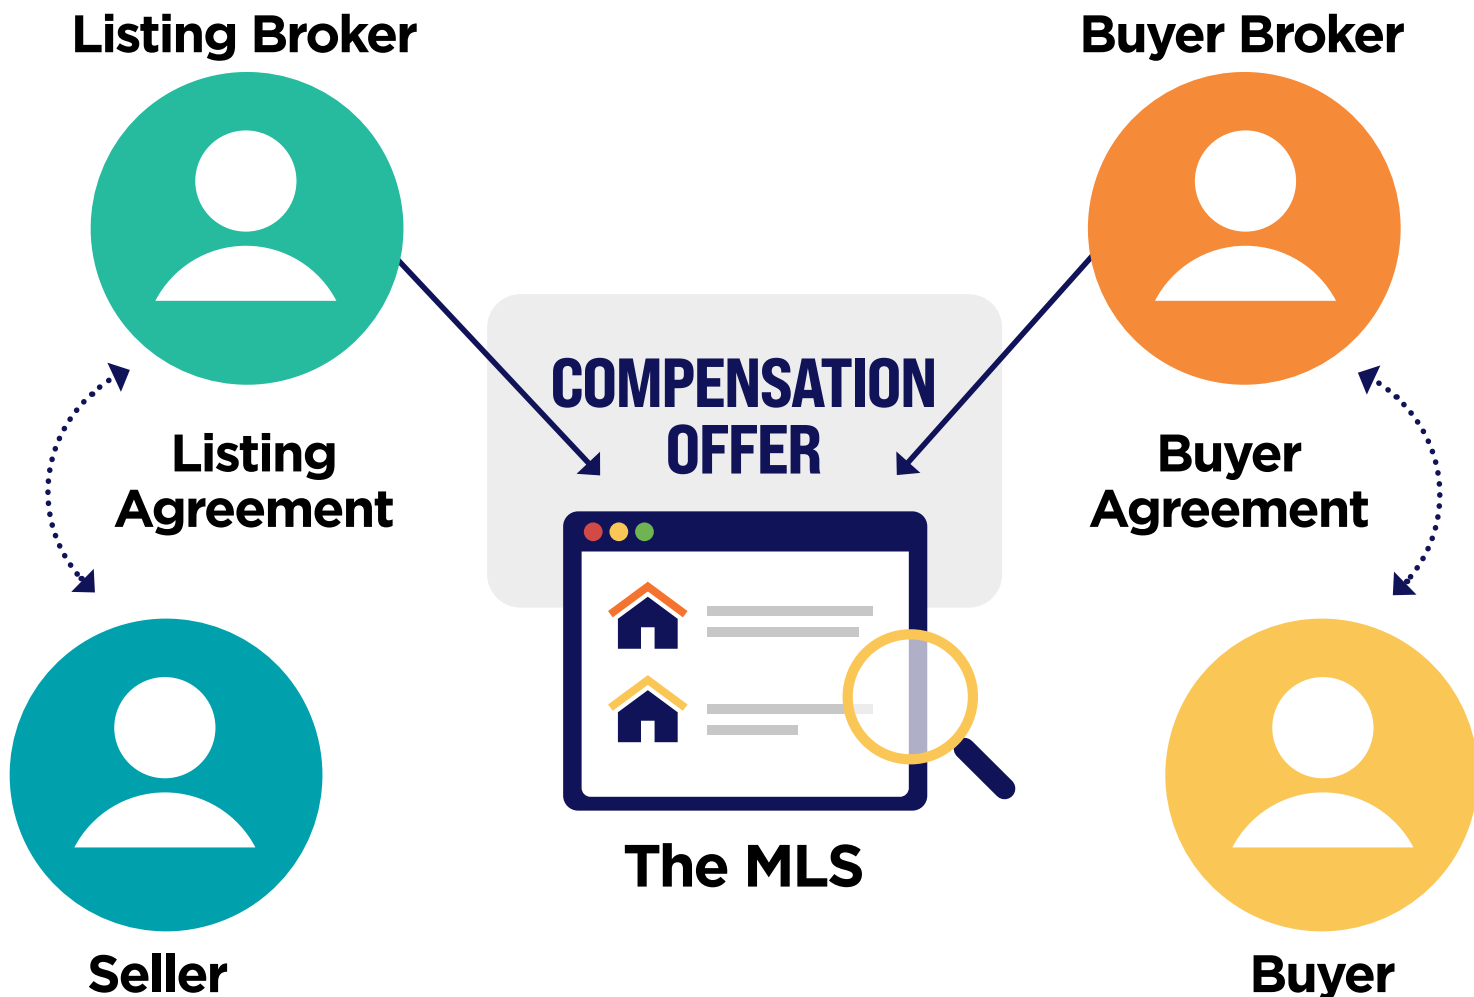 Listing Broker
Buyer Broker
COMPENSATION
OFFER
Listing
Agreement
Buyer
Agreement
The MLS
Seller
Buyer